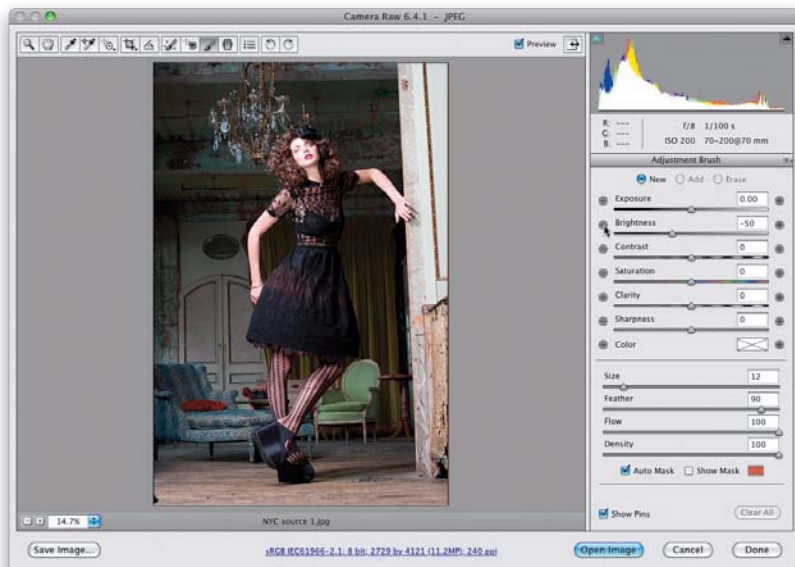 Camera Raw 6.4.1 – JPEG
Preview
R: ---
G: ---
B: ---
f/8 1/100 s
ISO 200 70-200@70 mm
Adjustment Brush
New Add Erase
Exposure 0.00
Brightness -50
Contrast 0
Saturation 0
Clarity 0
Sharpness 0
Color
Size 12
Feather 90
Flow 100
Density 100
Auto Mask Show Mask
Show Pins Clear All
14.7% NYC source 1.jpg
Save Image... sRGB IEC61966-2.1; 8 bit; 2729 by 4121 (11.2MP); 240 ppi Open Image Cancel Done